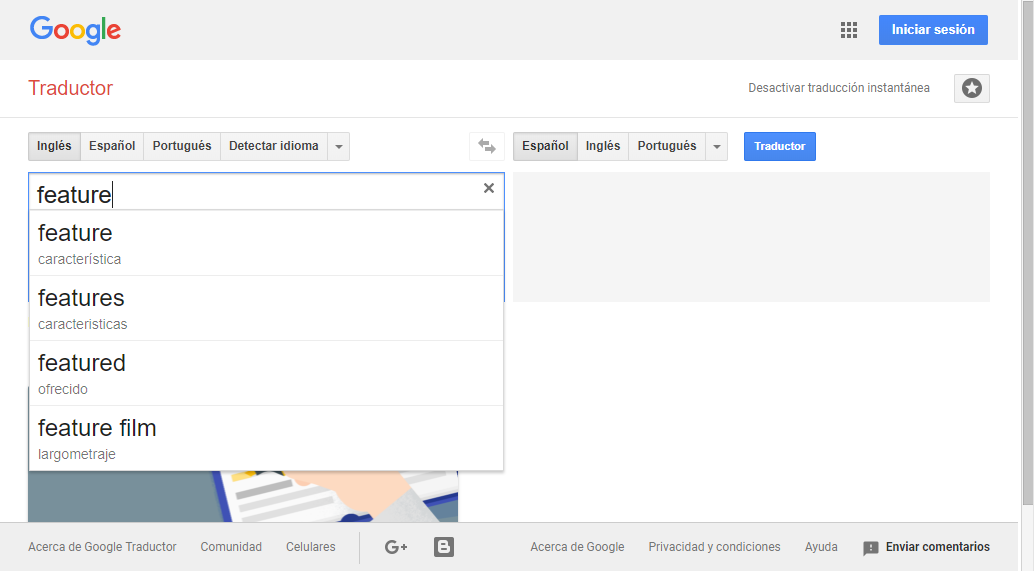 Google
Iniciar sesión
Traductor
Desactivar traducción instantánea
Inglés Español Portugués Detectar idioma
Español Inglés Portugués Traductor
feature
feature
característica
features
caracteristicas
featured
ofrecido
feature film
largometraje
Acerca de Google Traductor Comunidad Celulares G+ B Acerca de Google Privacidad y condiciones Ayuda Enviar comentarios